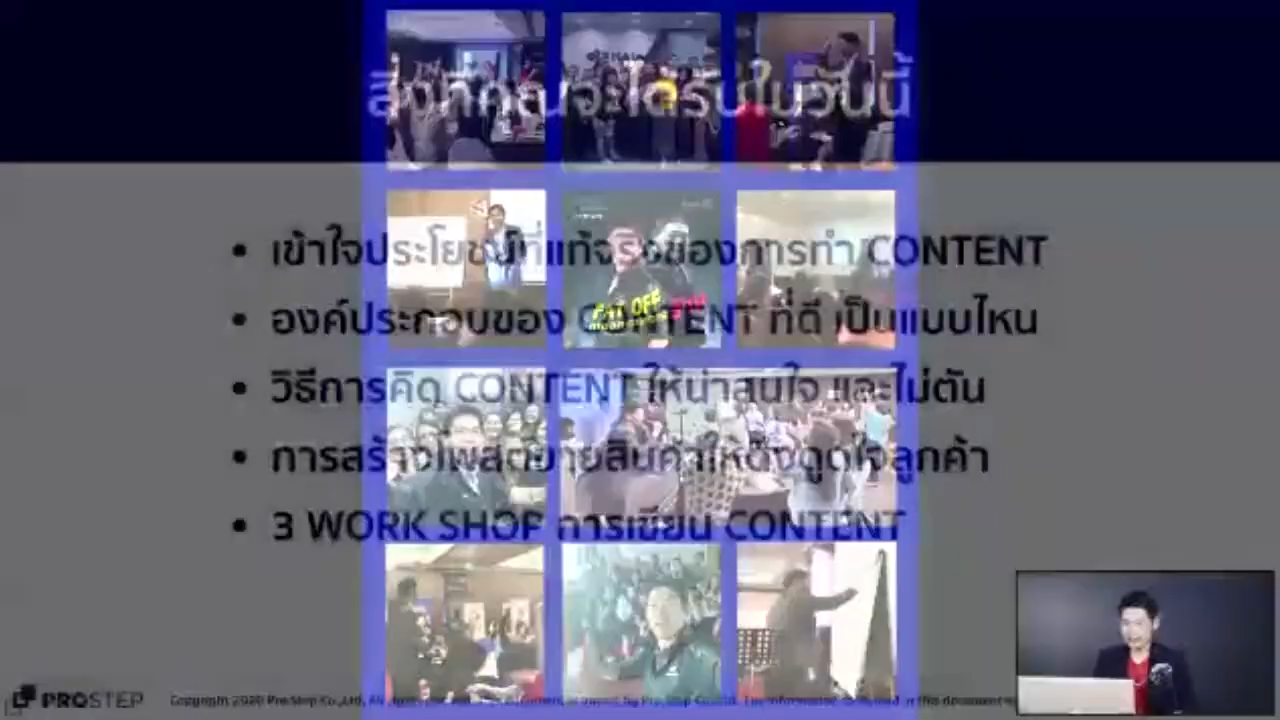 สิ่งที่คุณจะได้รับในวันนี้
• เข้าใจประโยชน์ที่แท้จริงของการทำ CONTENT
• องค์ประกอบของ CONTENT ที่ดี เป็นแบบไหน
• วิธีการคิด CONTENT ให้น่าสนใจ และไม่ตัน
• การสร้างโพสต์ขายสินค้าให้ดึงดูดใจลูกค้า
• 3 WORK SHOP การเขียน CONTENT
PROSTEP
Copyright 2020 Pro Step Co.,Ltd,